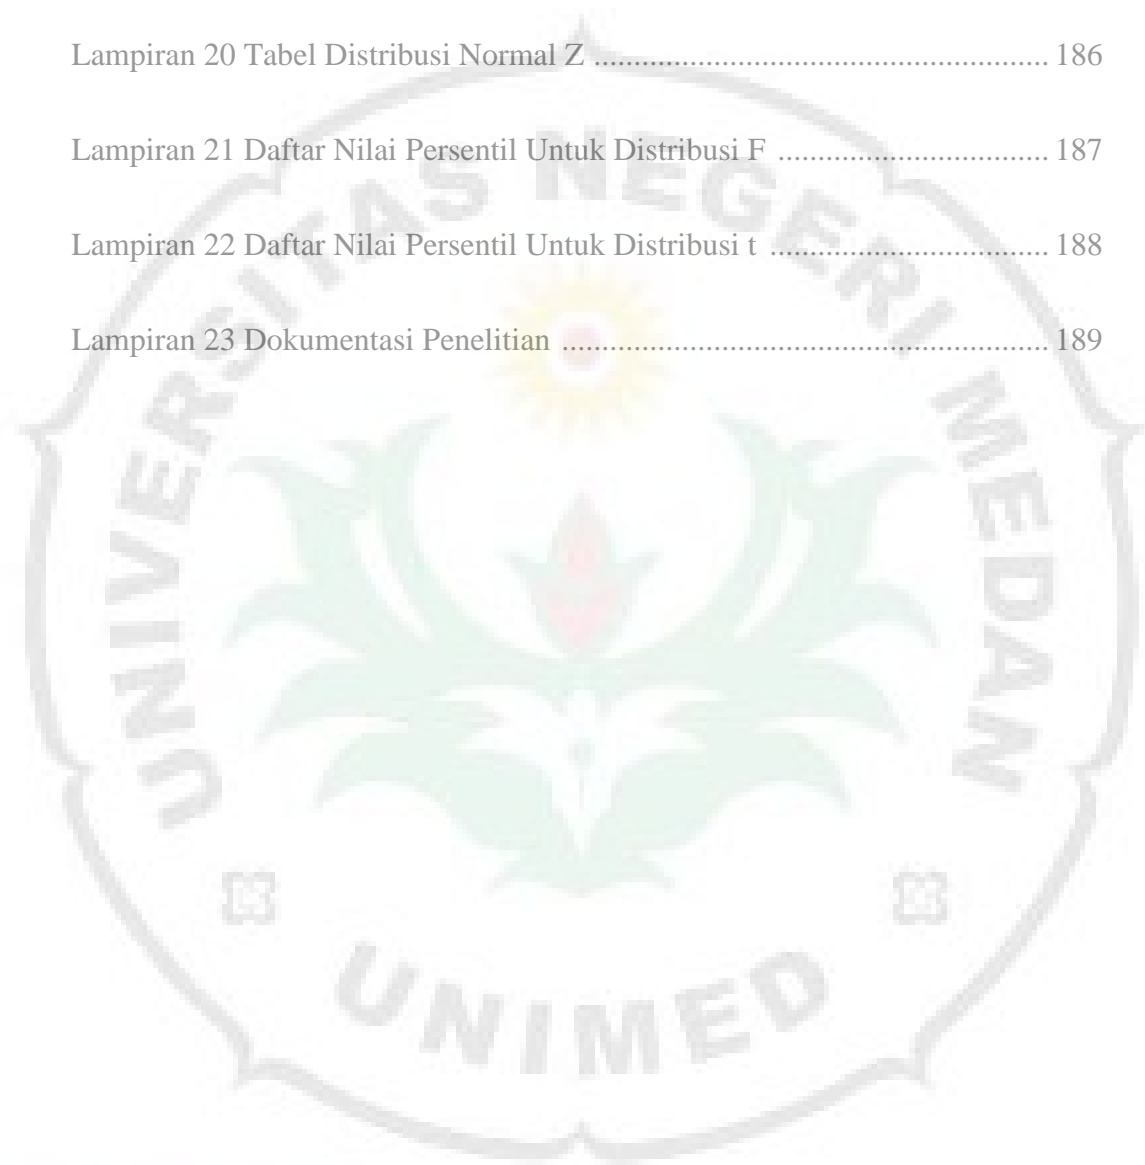 Lampiran 20 Tabel Distribusi Normal Z ........................................................ 186
Lampiran 21 Daftar Nilai Persentil Untuk Distribusi F ................................. 187
Lampiran 22 Daftar Nilai Persentil Untuk Distribusi t .................................. 188
Lampiran 23 Dokumentasi Penelitian ............................................................ 189
UNIVERSITAS NEGERI MEDAN
UNIMED